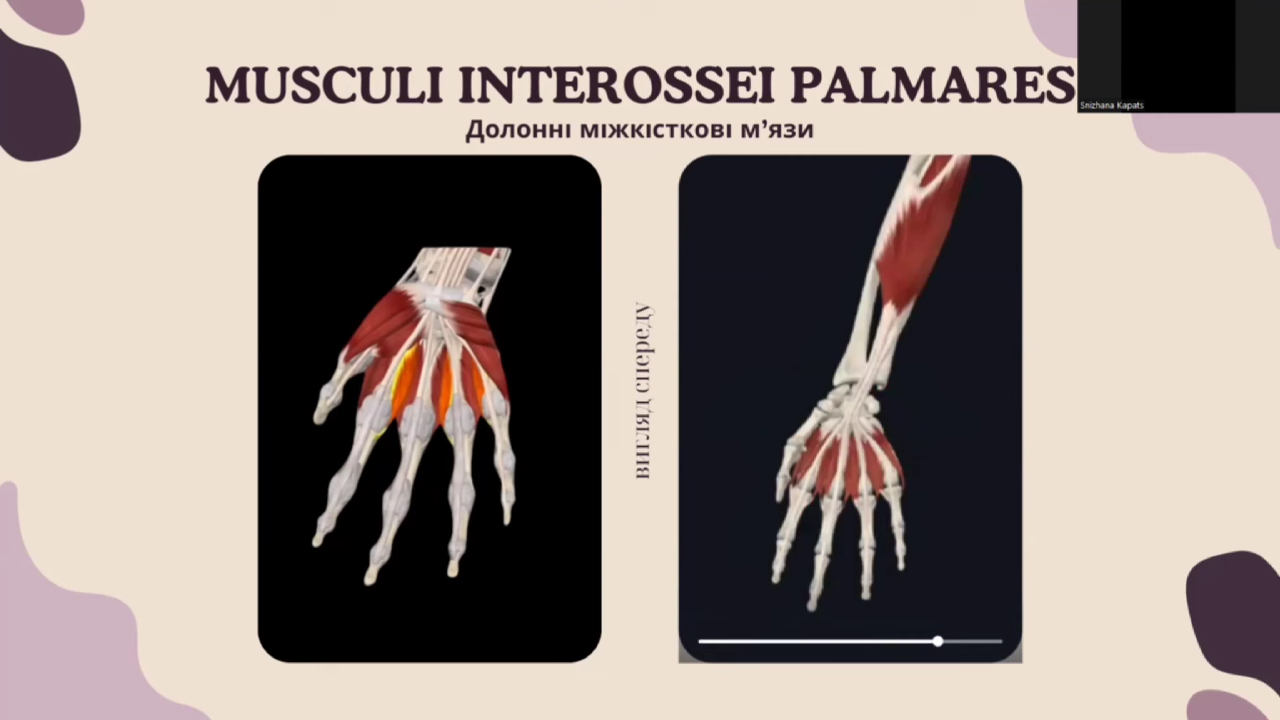 MUSCULI INTEROSSEI PALMARES
Snizhana Kapats
Долонні міжкісткові м’язи
вигляд спереду